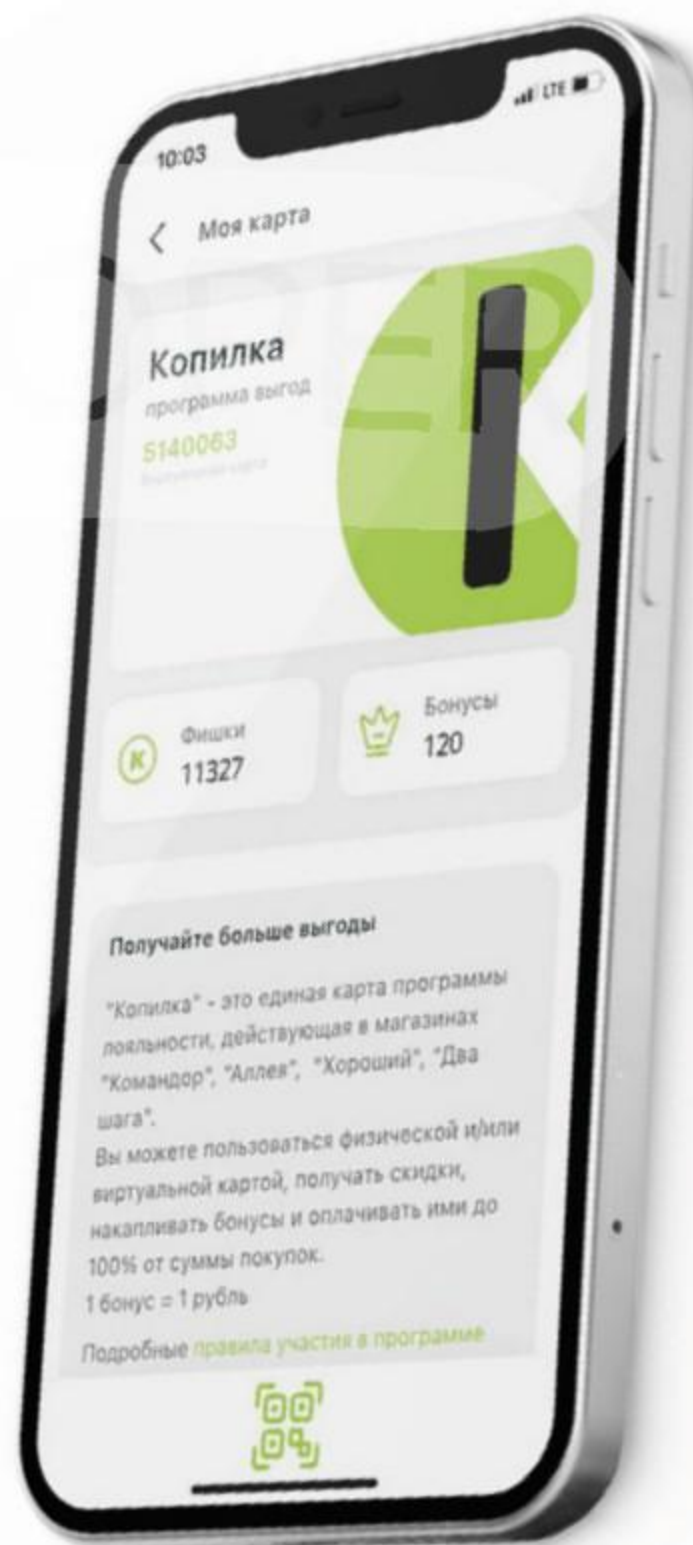 10:03
LTE
Моя карта
Копилка
программа выгод
5140063
Виртуальная карта
Фишки
11327
Бонусы
120
Получайте больше выгоды
"Копилка" - это единая карта программы
лояльности, действующая в магазинах
"Командор", "Аллея", "Хороший", "Два
шага".
Вы можете пользоваться физической и/или
виртуальной картой, получать скидки,
накапливать бонусы и оплачивать ими до
100% от суммы покупок.
1 бонус = 1 рубль
Подробные правила участия в программе